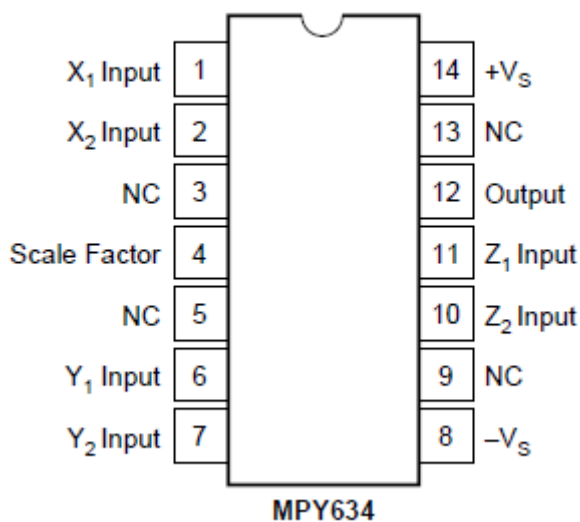 X₁ Input 1 14 +Vₛ
X₂ Input 2 13 NC
NC 3 12 Output
Scale Factor 4 11 Z₁ Input
NC 5 10 Z₂ Input
Y₁ Input 6 9 NC
Y₂ Input 7 8 –Vₛ
MPY634